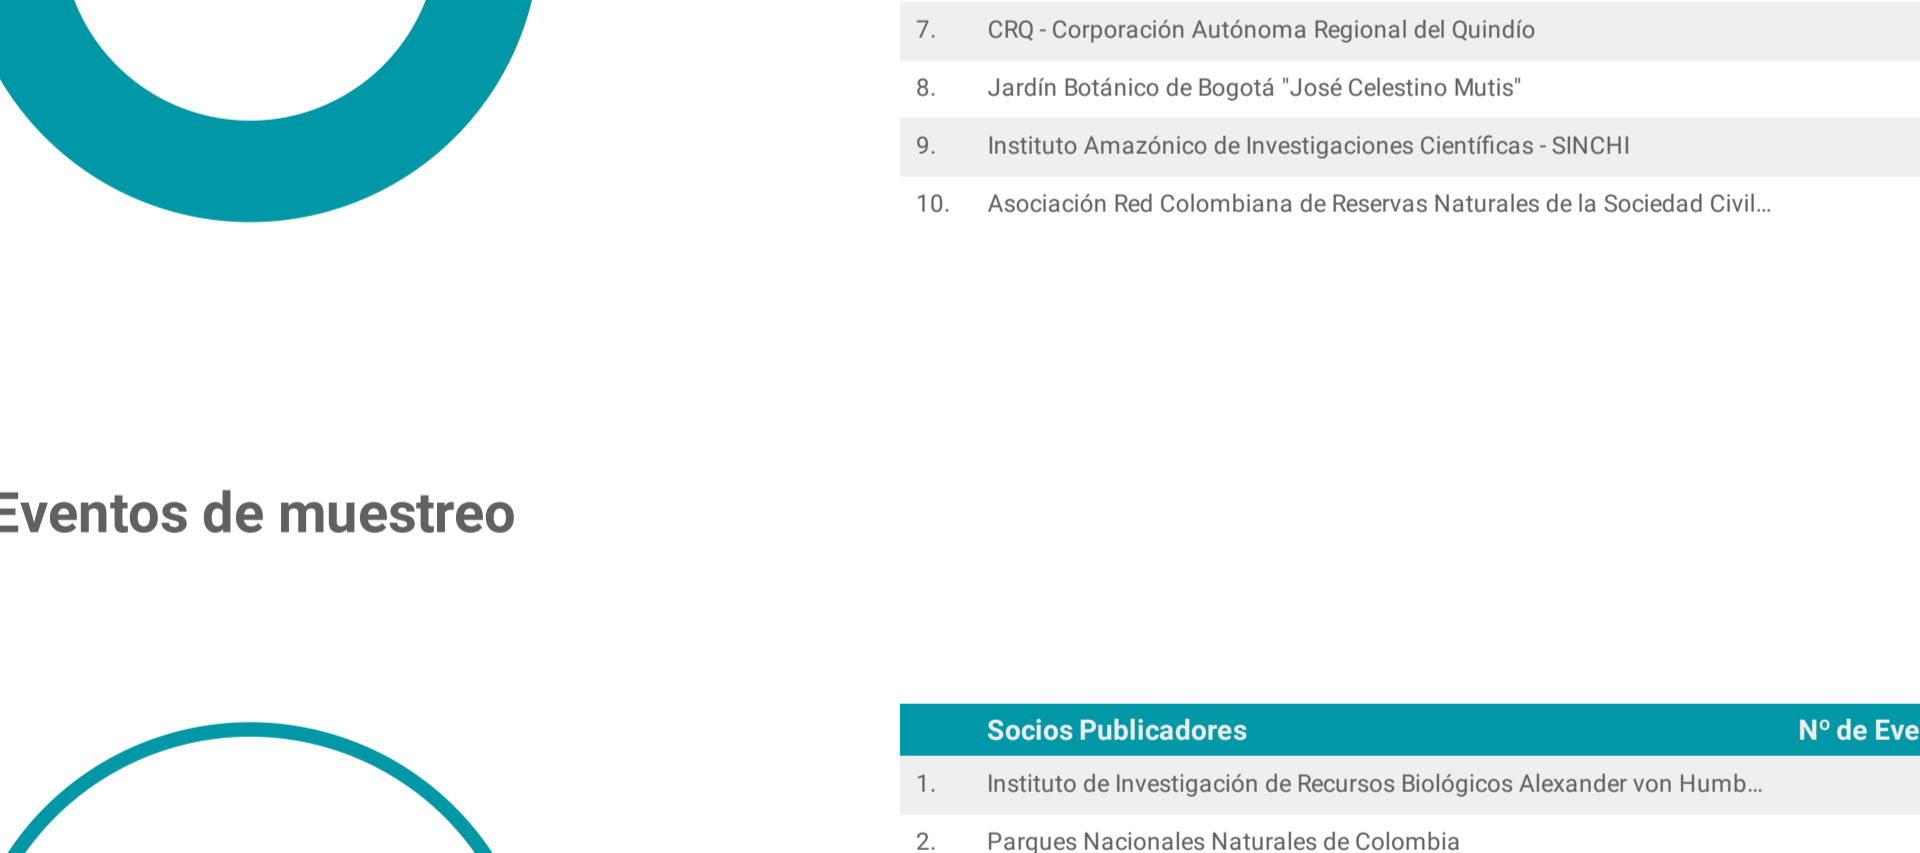 7. CRQ - Corporación Autónoma Regional del Quindío
8. Jardín Botánico de Bogotá "José Celestino Mutis"
9. Instituto Amazónico de Investigaciones Científicas - SINCHI
10. Asociación Red Colombiana de Reservas Naturales de la Sociedad Civil...
Eventos de muestreo
Socios Publicadores Nº de Eve
1. Instituto de Investigación de Recursos Biológicos Alexander von Humb...
2. Parques Nacionales Naturales de Colombia